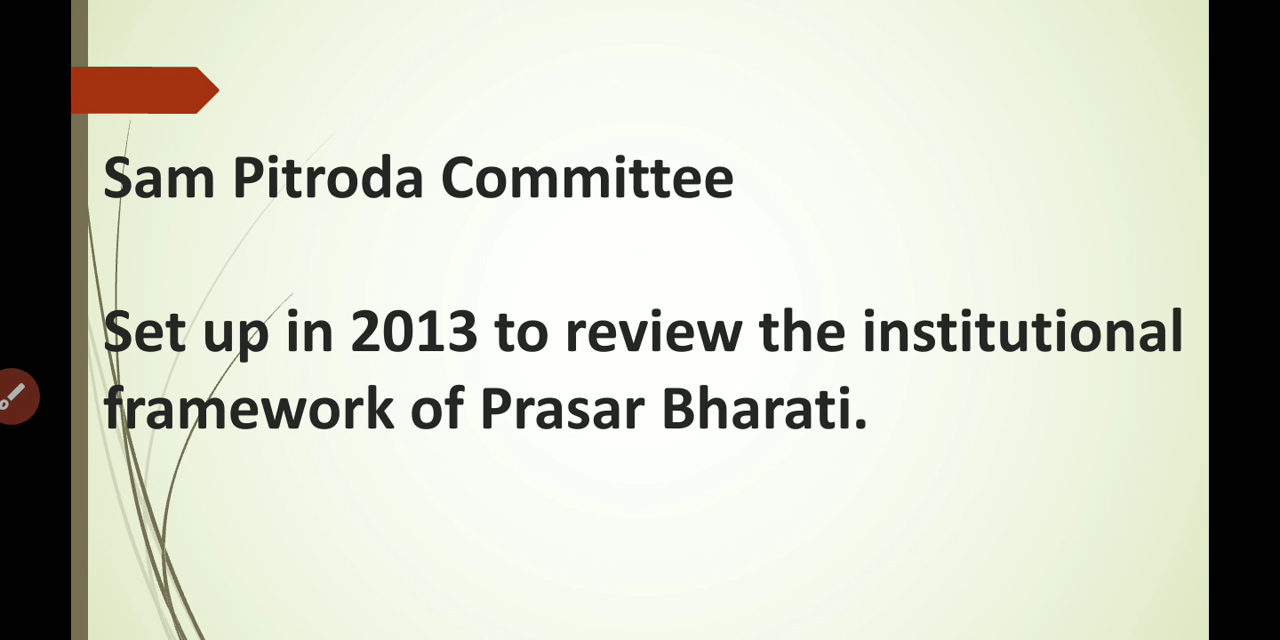 Sam Pitroda Committee
Set up in 2013 to review the institutional
framework of Prasar Bharati.